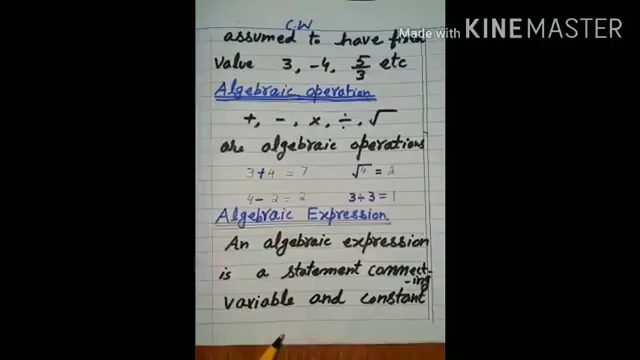 C.W
Made with KINEMASTER
assumed to have fixed
value 3, -4, 5/3 etc
Algebraic operation
+, -, ×, ÷, √
are algebraic operations
3+4 = 7 √4 = 2
4-2 = 2 3÷3 = 1
Algebraic Expression
An algebraic expression
is a statement connect-
-ing
variable and constant